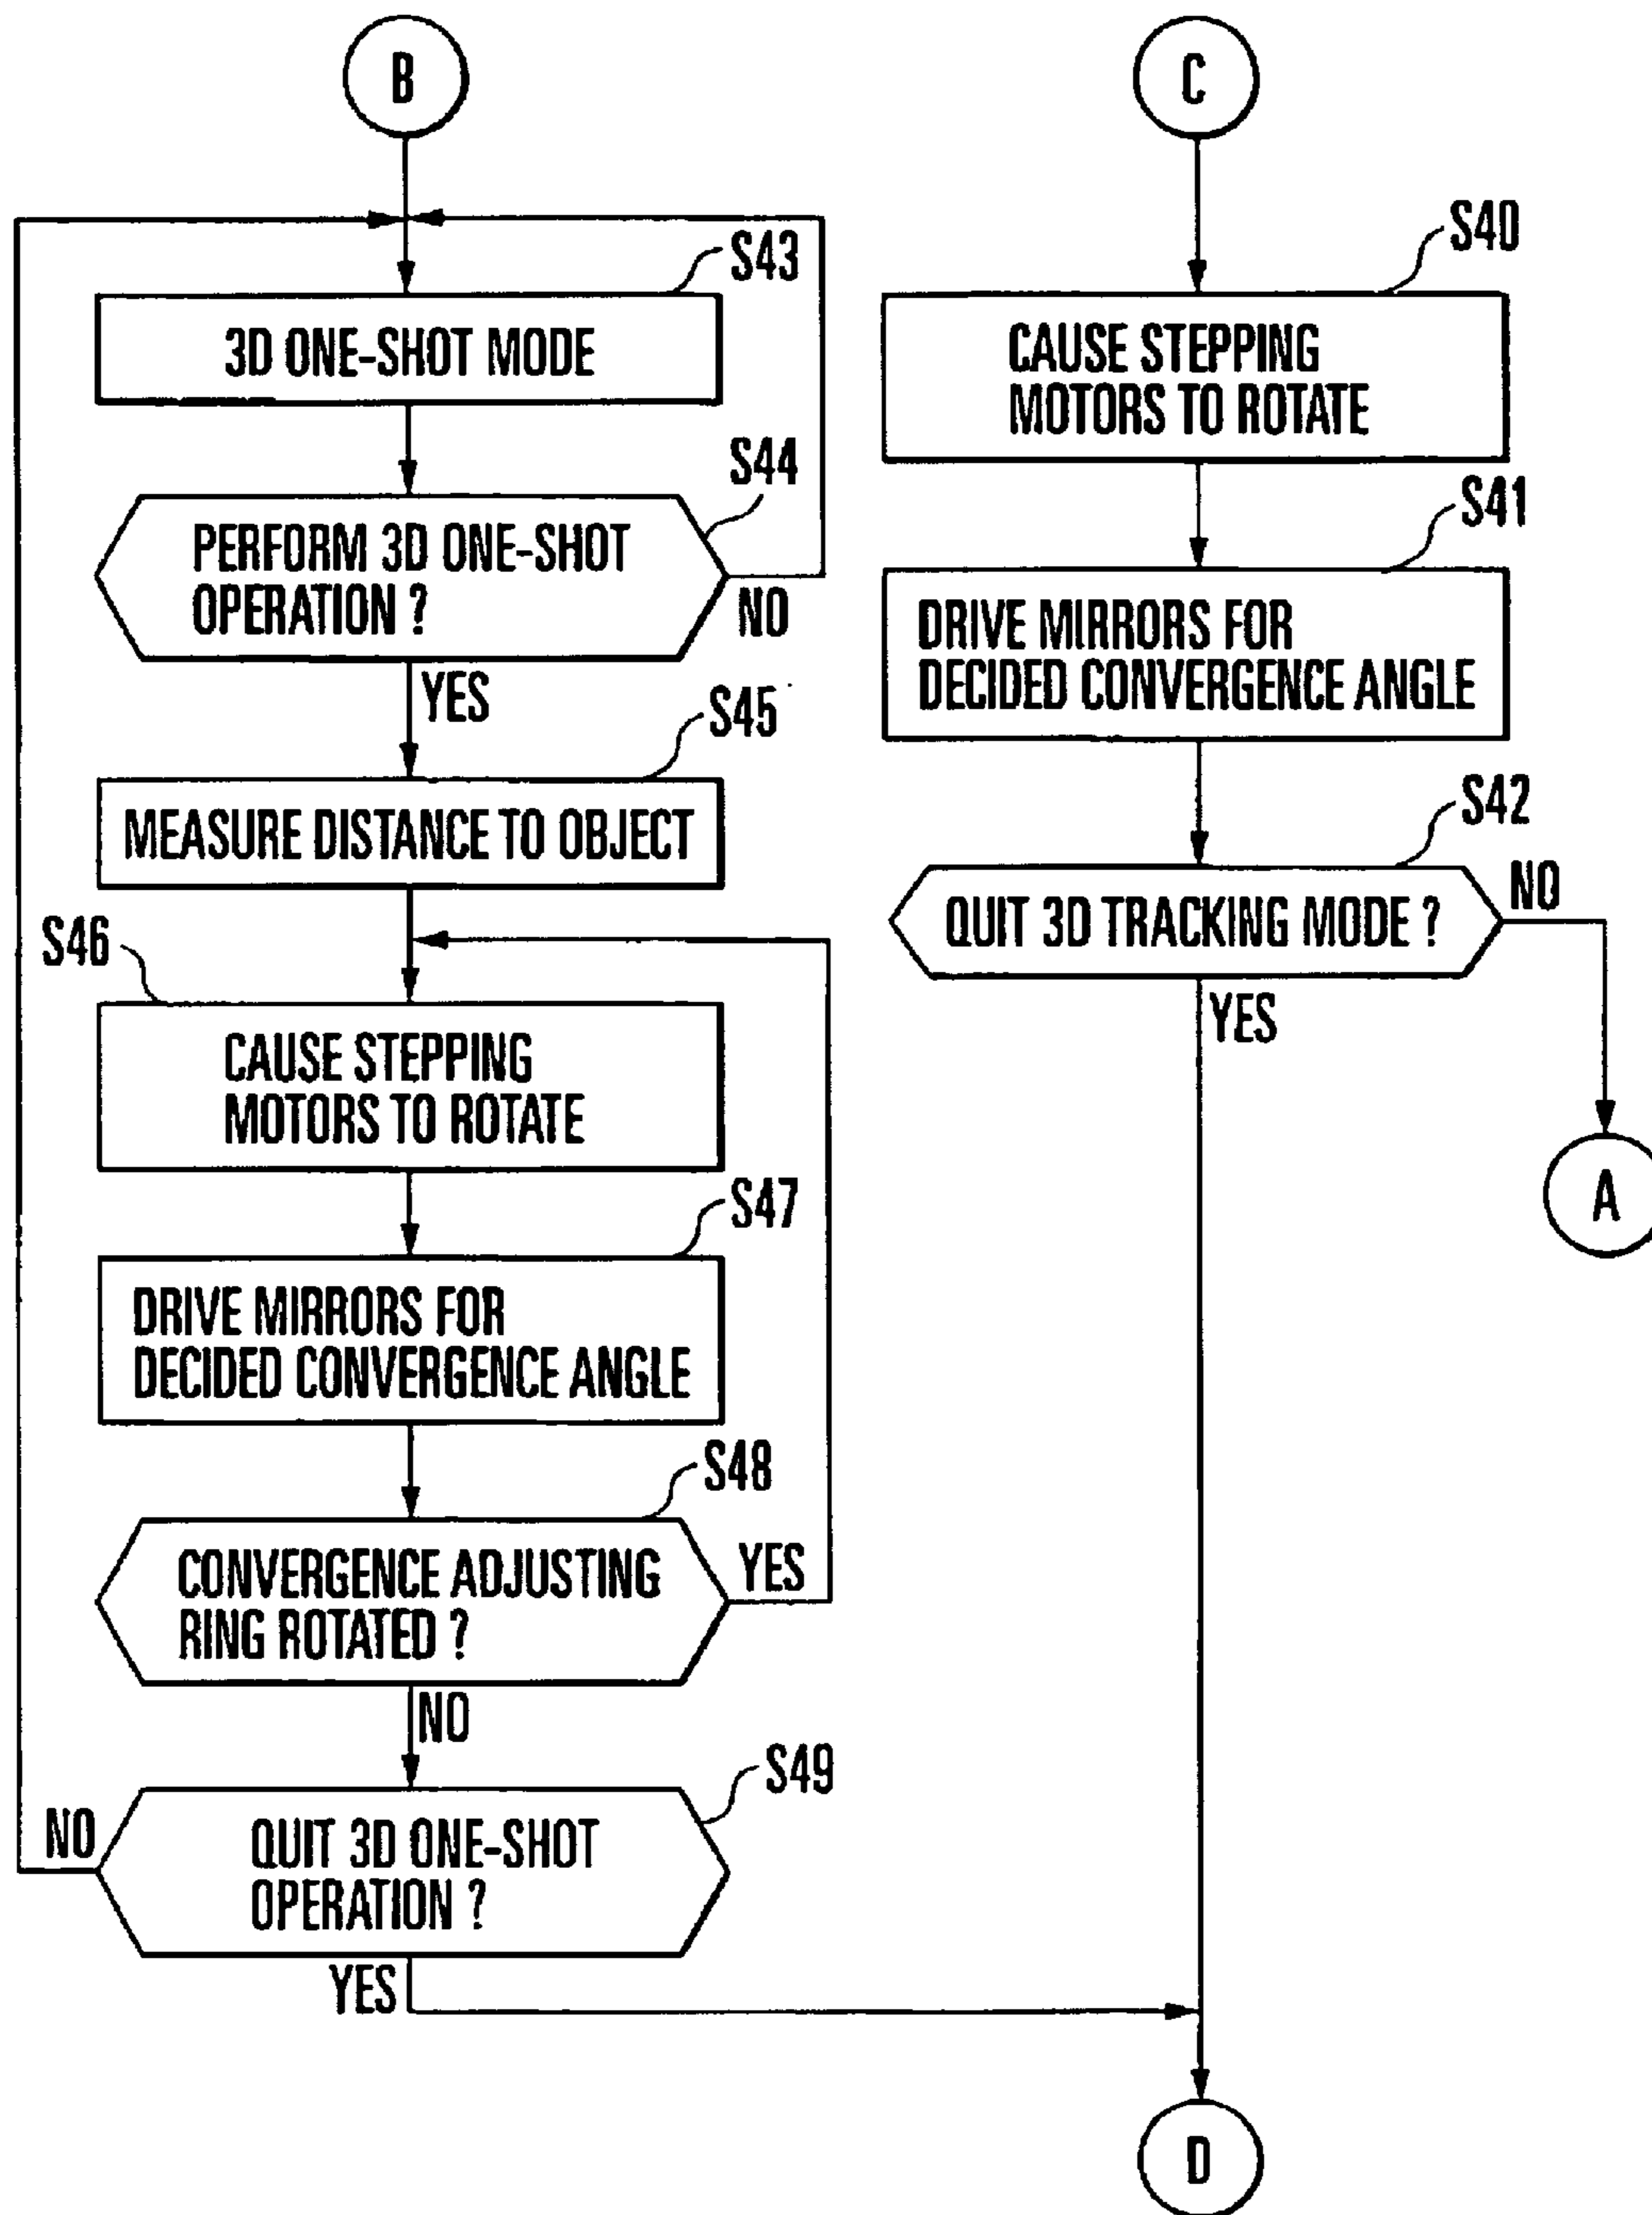 B
S43
3D ONE-SHOT MODE
S44
PERFORM 3D ONE-SHOT
OPERATION ?
NO
YES
S45
MEASURE DISTANCE TO OBJECT
S46
CAUSE STEPPING
MOTORS TO ROTATE
S47
DRIVE MIRRORS FOR
DECIDED CONVERGENCE ANGLE
S48
CONVERGENCE ADJUSTING
RING ROTATED ?
YES
NO
S49
QUIT 3D ONE-SHOT
OPERATION ?
NO
YES
C
S40
CAUSE STEPPING
MOTORS TO ROTATE
S41
DRIVE MIRRORS FOR
DECIDED CONVERGENCE ANGLE
S42
QUIT 3D TRACKING MODE ?
NO
YES
A
D